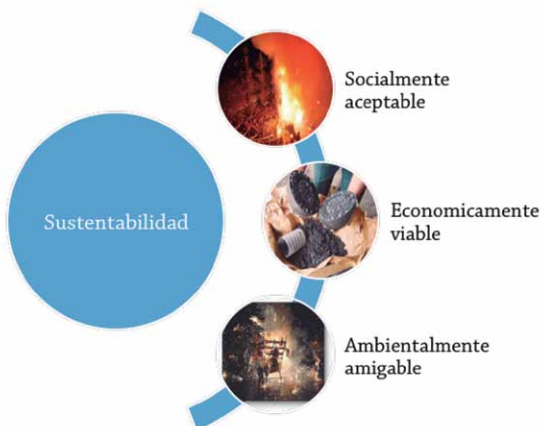 Sustentabilidad
Socialmente
aceptable
Economicamente
viable
Ambientalmente
amigable